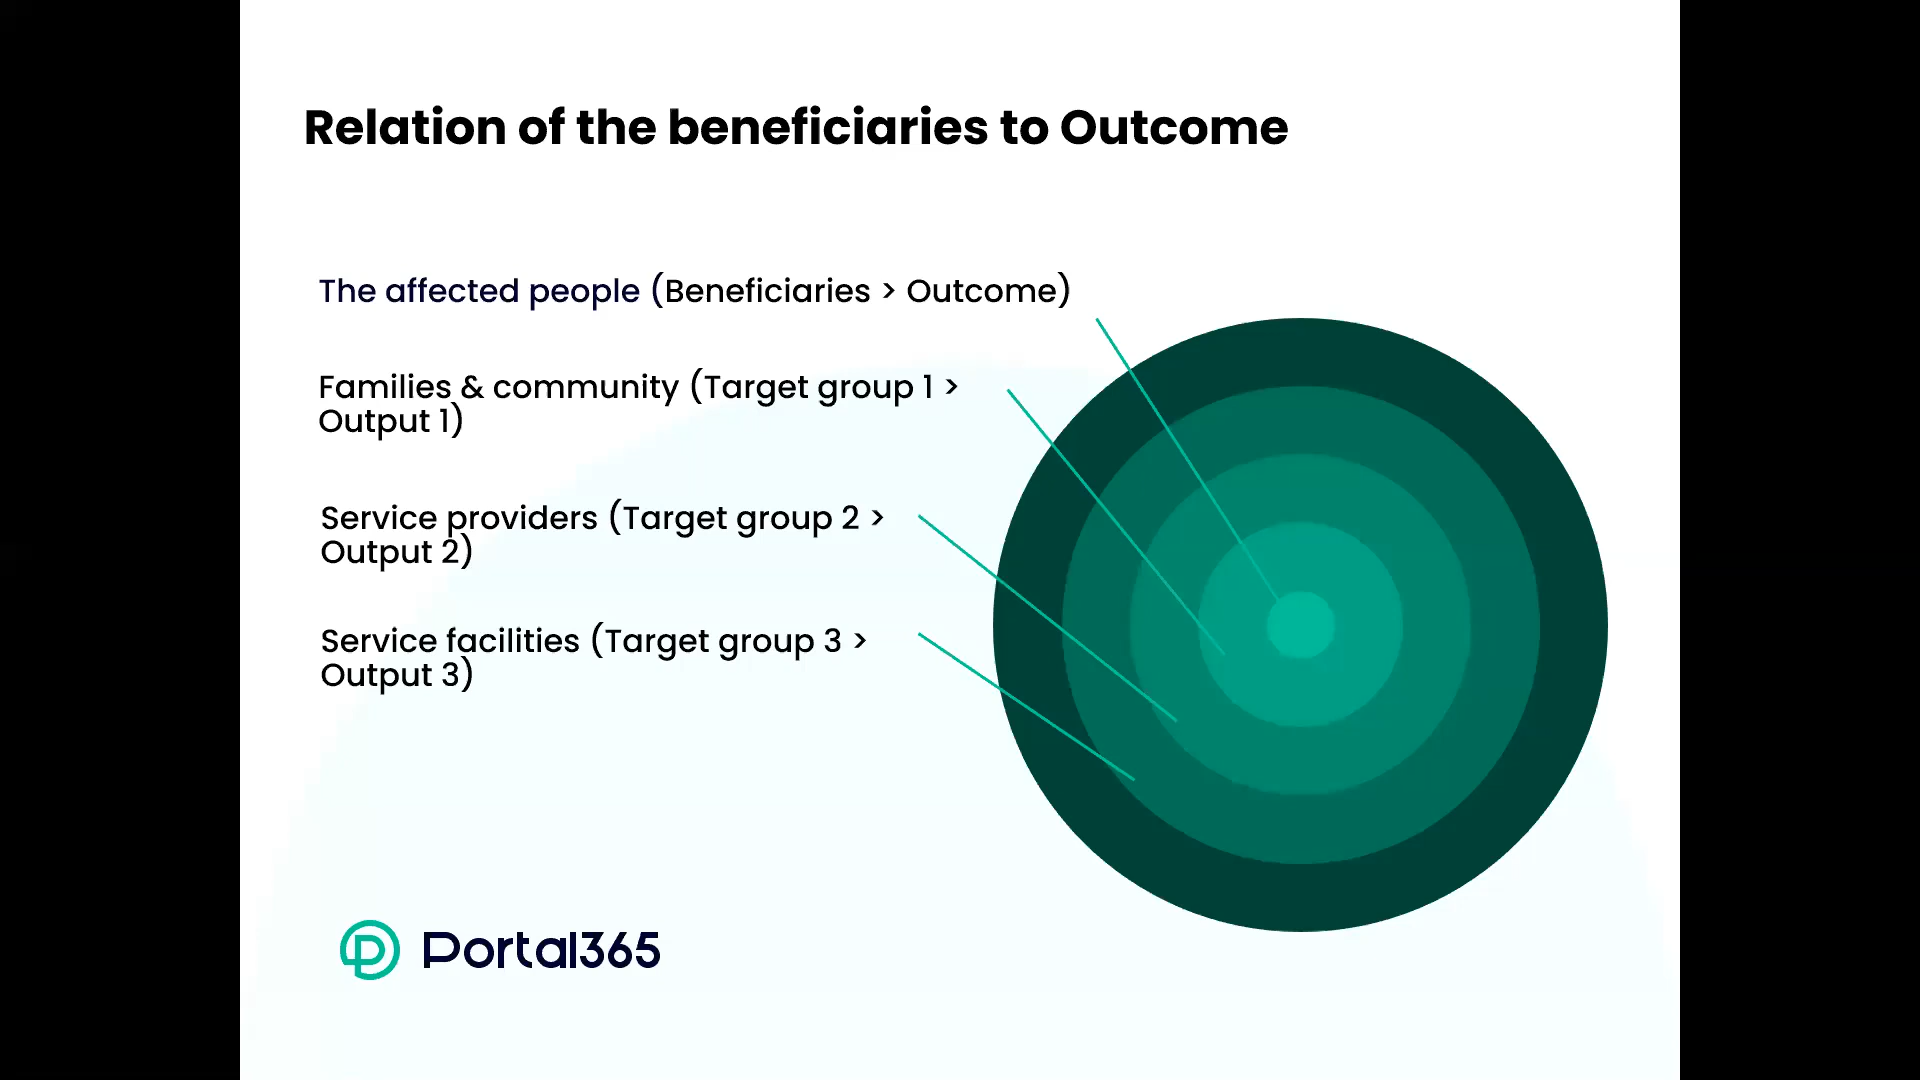 Relation of the beneficiaries to Outcome
The affected people (Beneficiaries > Outcome)
Families & community (Target group 1 >
Output 1)
Service providers (Target group 2 >
Output 2)
Service facilities (Target group 3 >
Output 3)
Portal365